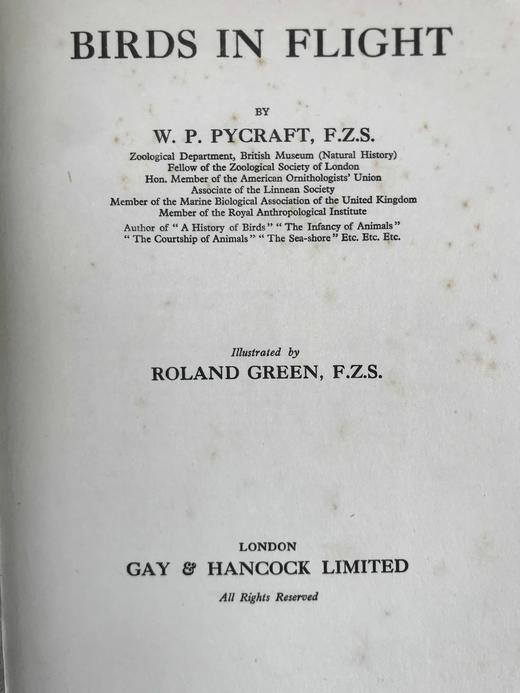 BIRDS IN FLIGHT
BY
W. P. PYCRAFT, F.Z.S.
Zoological Department, British Museum (Natural History)
Fellow of the Zoological Society of London
Hon. Member of the American Ornithologists' Union
Associate of the Linnean Society
Member of the Marine Biological Association of the United Kingdom
Member of the Royal Anthropological Institute
Author of "A History of Birds" "The Infancy of Animals"
"The Courtship of Animals" "The Sea-shore" Etc. Etc. Etc.
Illustrated by
ROLAND GREEN, F.Z.S.
LONDON
GAY & HANCOCK LIMITED
All Rights Reserved